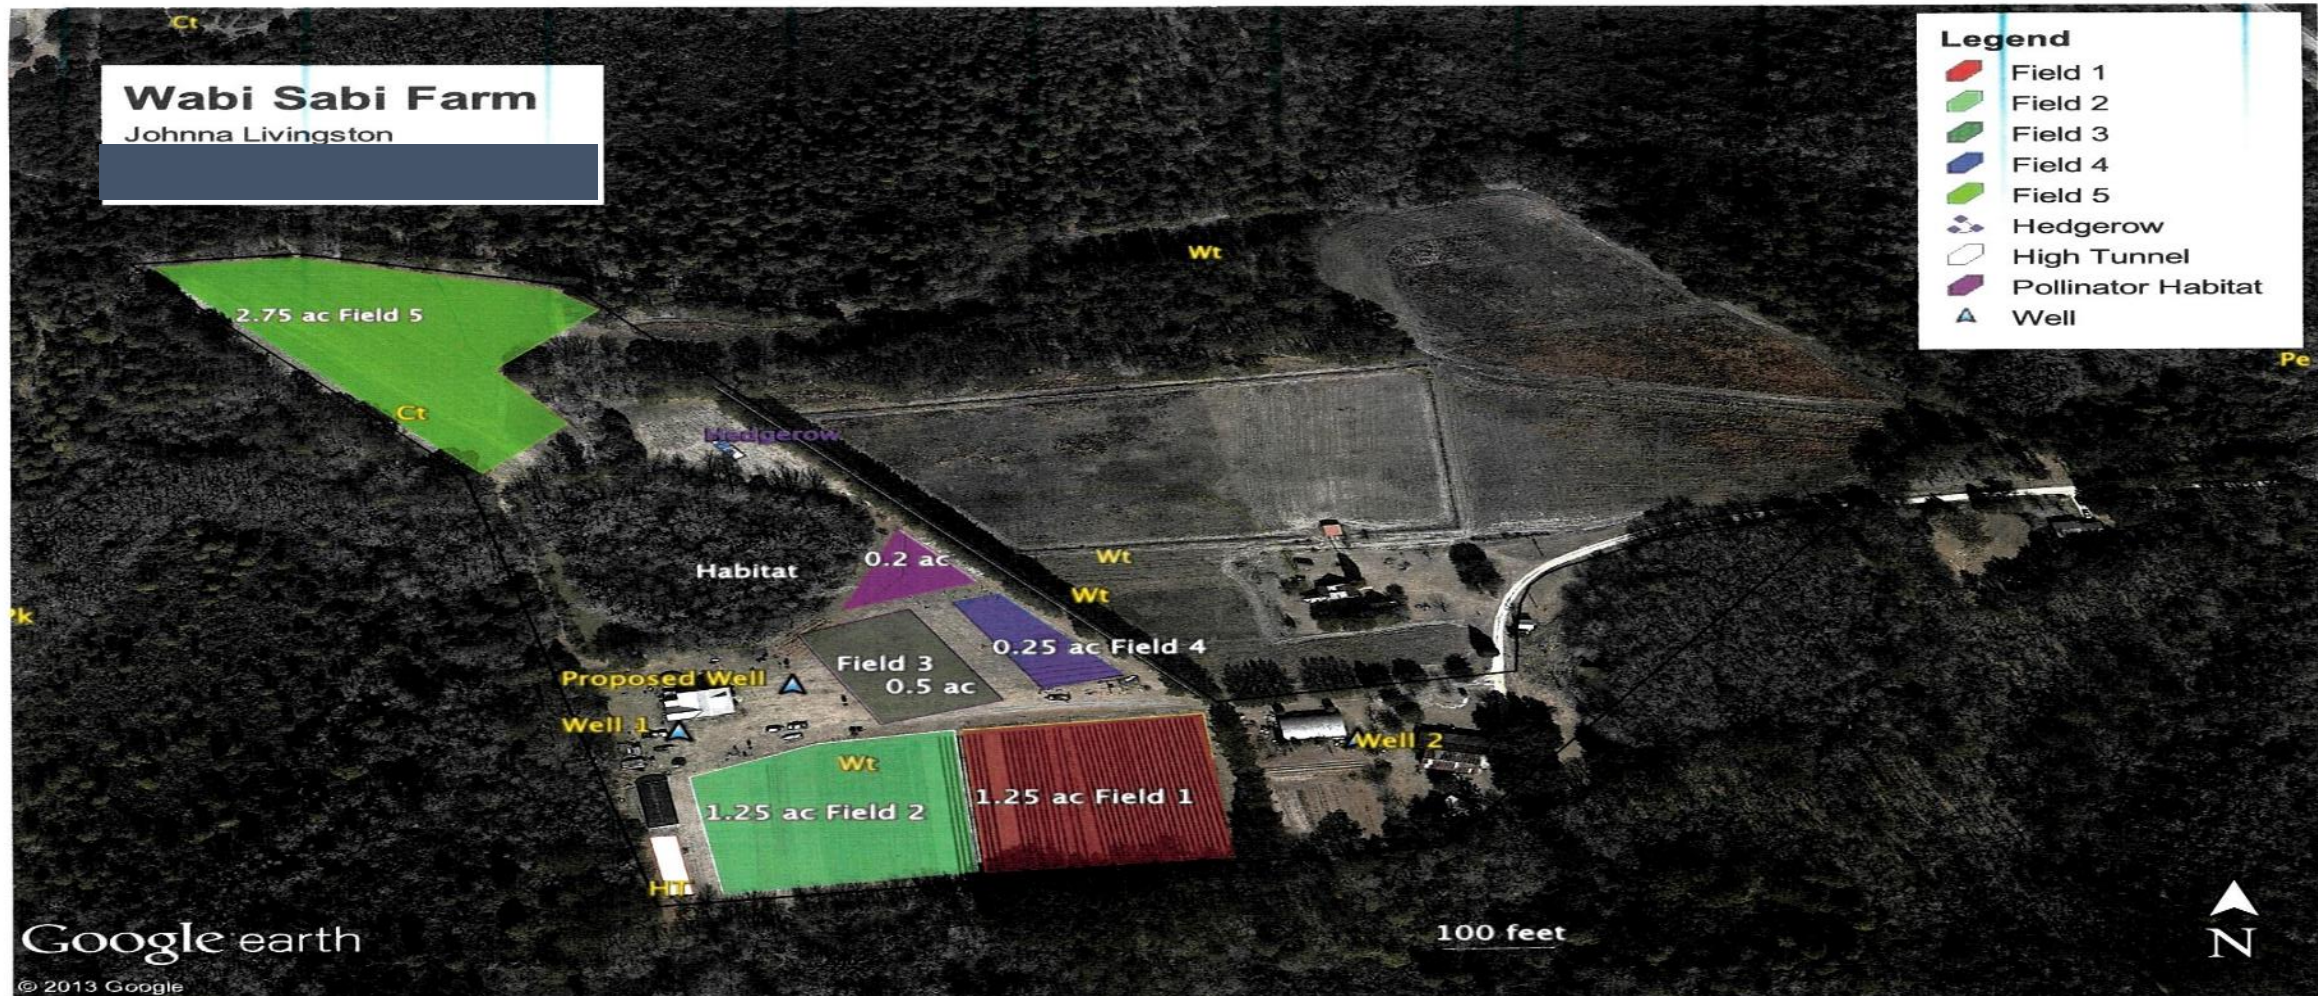 Ct
Wabi Sabi Farm
Johnna Livingston
Legend
Field 1
Field 2
Field 3
Field 4
Field 5
Hedgerow
High Tunnel
Pollinator Habitat
Well
Wt
2.75 ac Field 5
Pe
Ct
Hedgerow
0.2 ac
Wt
Habitat
Wt
Pk
0.25 ac Field 4
Field 3
0.5 ac
Proposed Well
Well 1
Well 2
Wt
1.25 ac Field 1
1.25 ac Field 2
HT
100 feet
Google earth
N
© 2013 Google